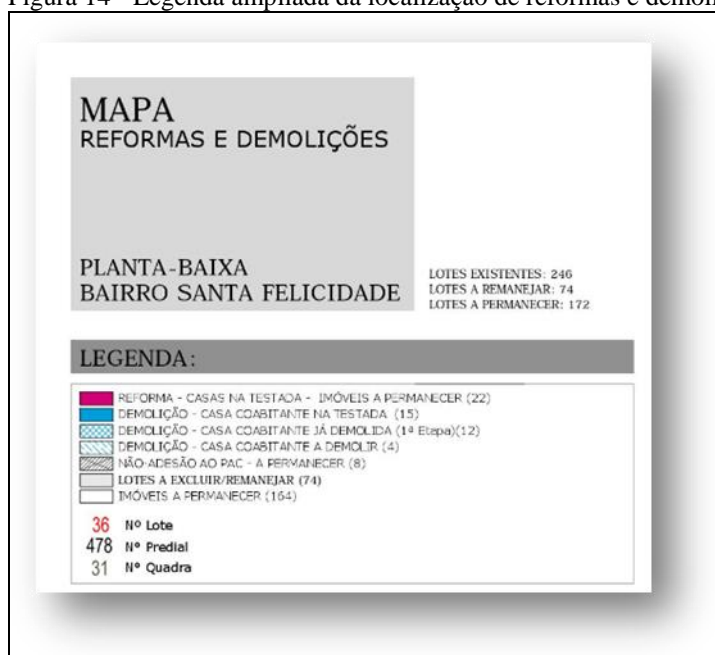 Figura 14 - Legenda ampliada da localização de reformas e
MAPA
REFORMAS E DEMOLIÇÕES
PLANTA-BAIXA
BAIRRO SANTA FELICIDADE
LOTES EXISTENTES: 246
LOTES A REMANEJAR: 74
LOTES A PERMANECER: 172
LEGENDA:
REFORMA - CASAS NA TESTADA - IMÓVEIS A PERMANECER (22)
DEMOLIÇÃO - CASA COABITANTE NA TESTADA (15)
DEMOLIÇÃO - CASA COABITANTE JÁ DEMOLIDA (1ª Etapa)(12)
DEMOLIÇÃO - CASA COABITANTE A DEMOLIR (4)
NÃO-ADESÃO AO PAC - A PERMANECER (8)
LOTES A EXCLUIR/REMANEJAR (74)
IMÓVEIS A PERMANECER (164)
36 Nº Lote
478 Nº Predial
31 Nº Quadra